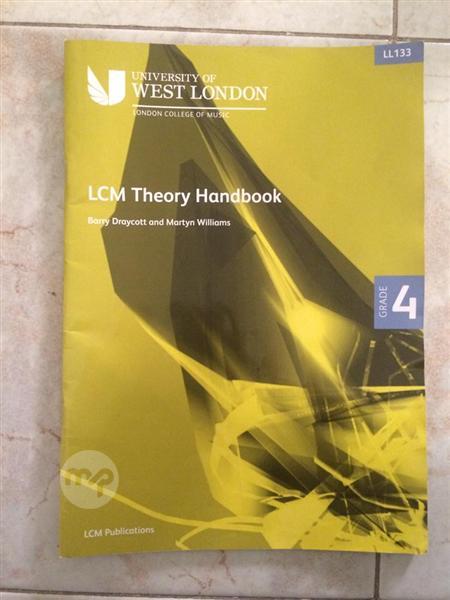 LL133
UNIVERSITY OF
WEST LONDON
LONDON COLLEGE OF MUSIC
LCM Theory Handbook
Barry Draycott and Martyn Williams
GRADE 4
mp
LCM Publications